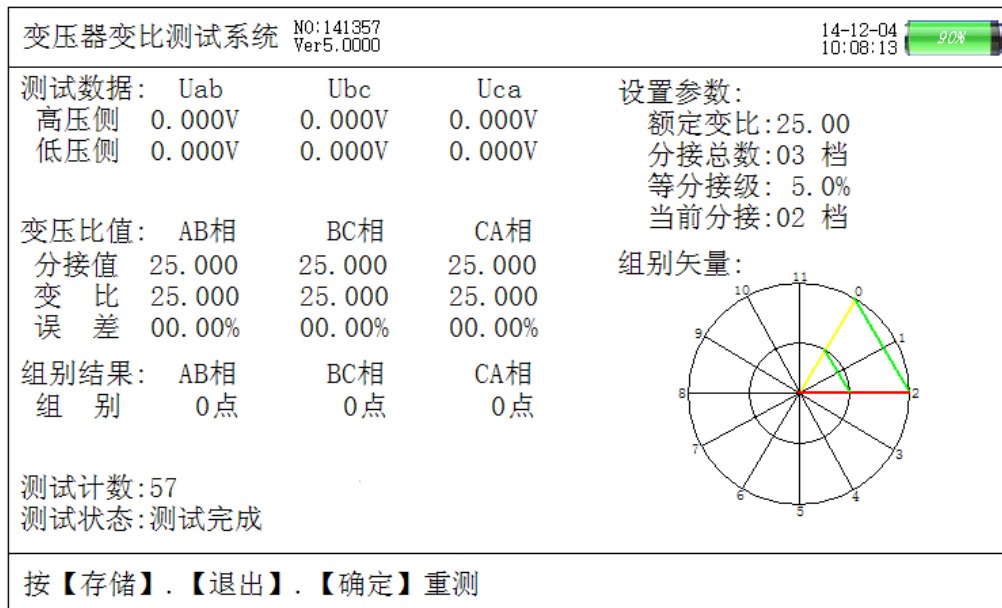 变压器变比测试系统 NO:141357 14-12-04 90%
Ver5.0000 10:08:13
测试数据: Uab Ubc Uca
高压侧 0.000V 0.000V 0.000V
低压侧 0.000V 0.000V 0.000V
变压比值: AB相 BC相 CA相
分接值 25.000 25.000 25.000
变 比 25.000 25.000 25.000
误 差 00.00% 00.00% 00.00%
组别结果: AB相 BC相 CA相
组 别 0点 0点 0点
测试计数:57
测试状态:测试完成
设置参数:
额定变比:25.00
分接总数:03 档
等分接级: 5.0%
当前分接:02 档
组别矢量:
11
10 0
9 1
8 2
7 3
6 4
5
按【存储】.【退出】.【确定】重测